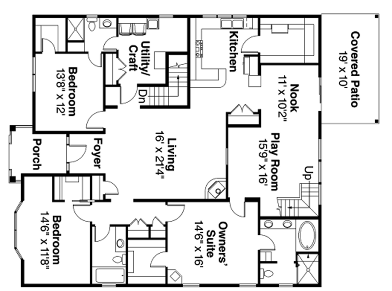 Covered Patio
19' x 10'
Kitchen
Utility/
Craft
Dn
Bedroom
13'6" x 12'
Nook
11' x 10'2"
Play Room
15'9" x 16'
Up
Living
16' x 21'4"
Foyer
Porch
Owners'
Suite
14'6" x 16'
Bedroom
14'6" x 11'8"